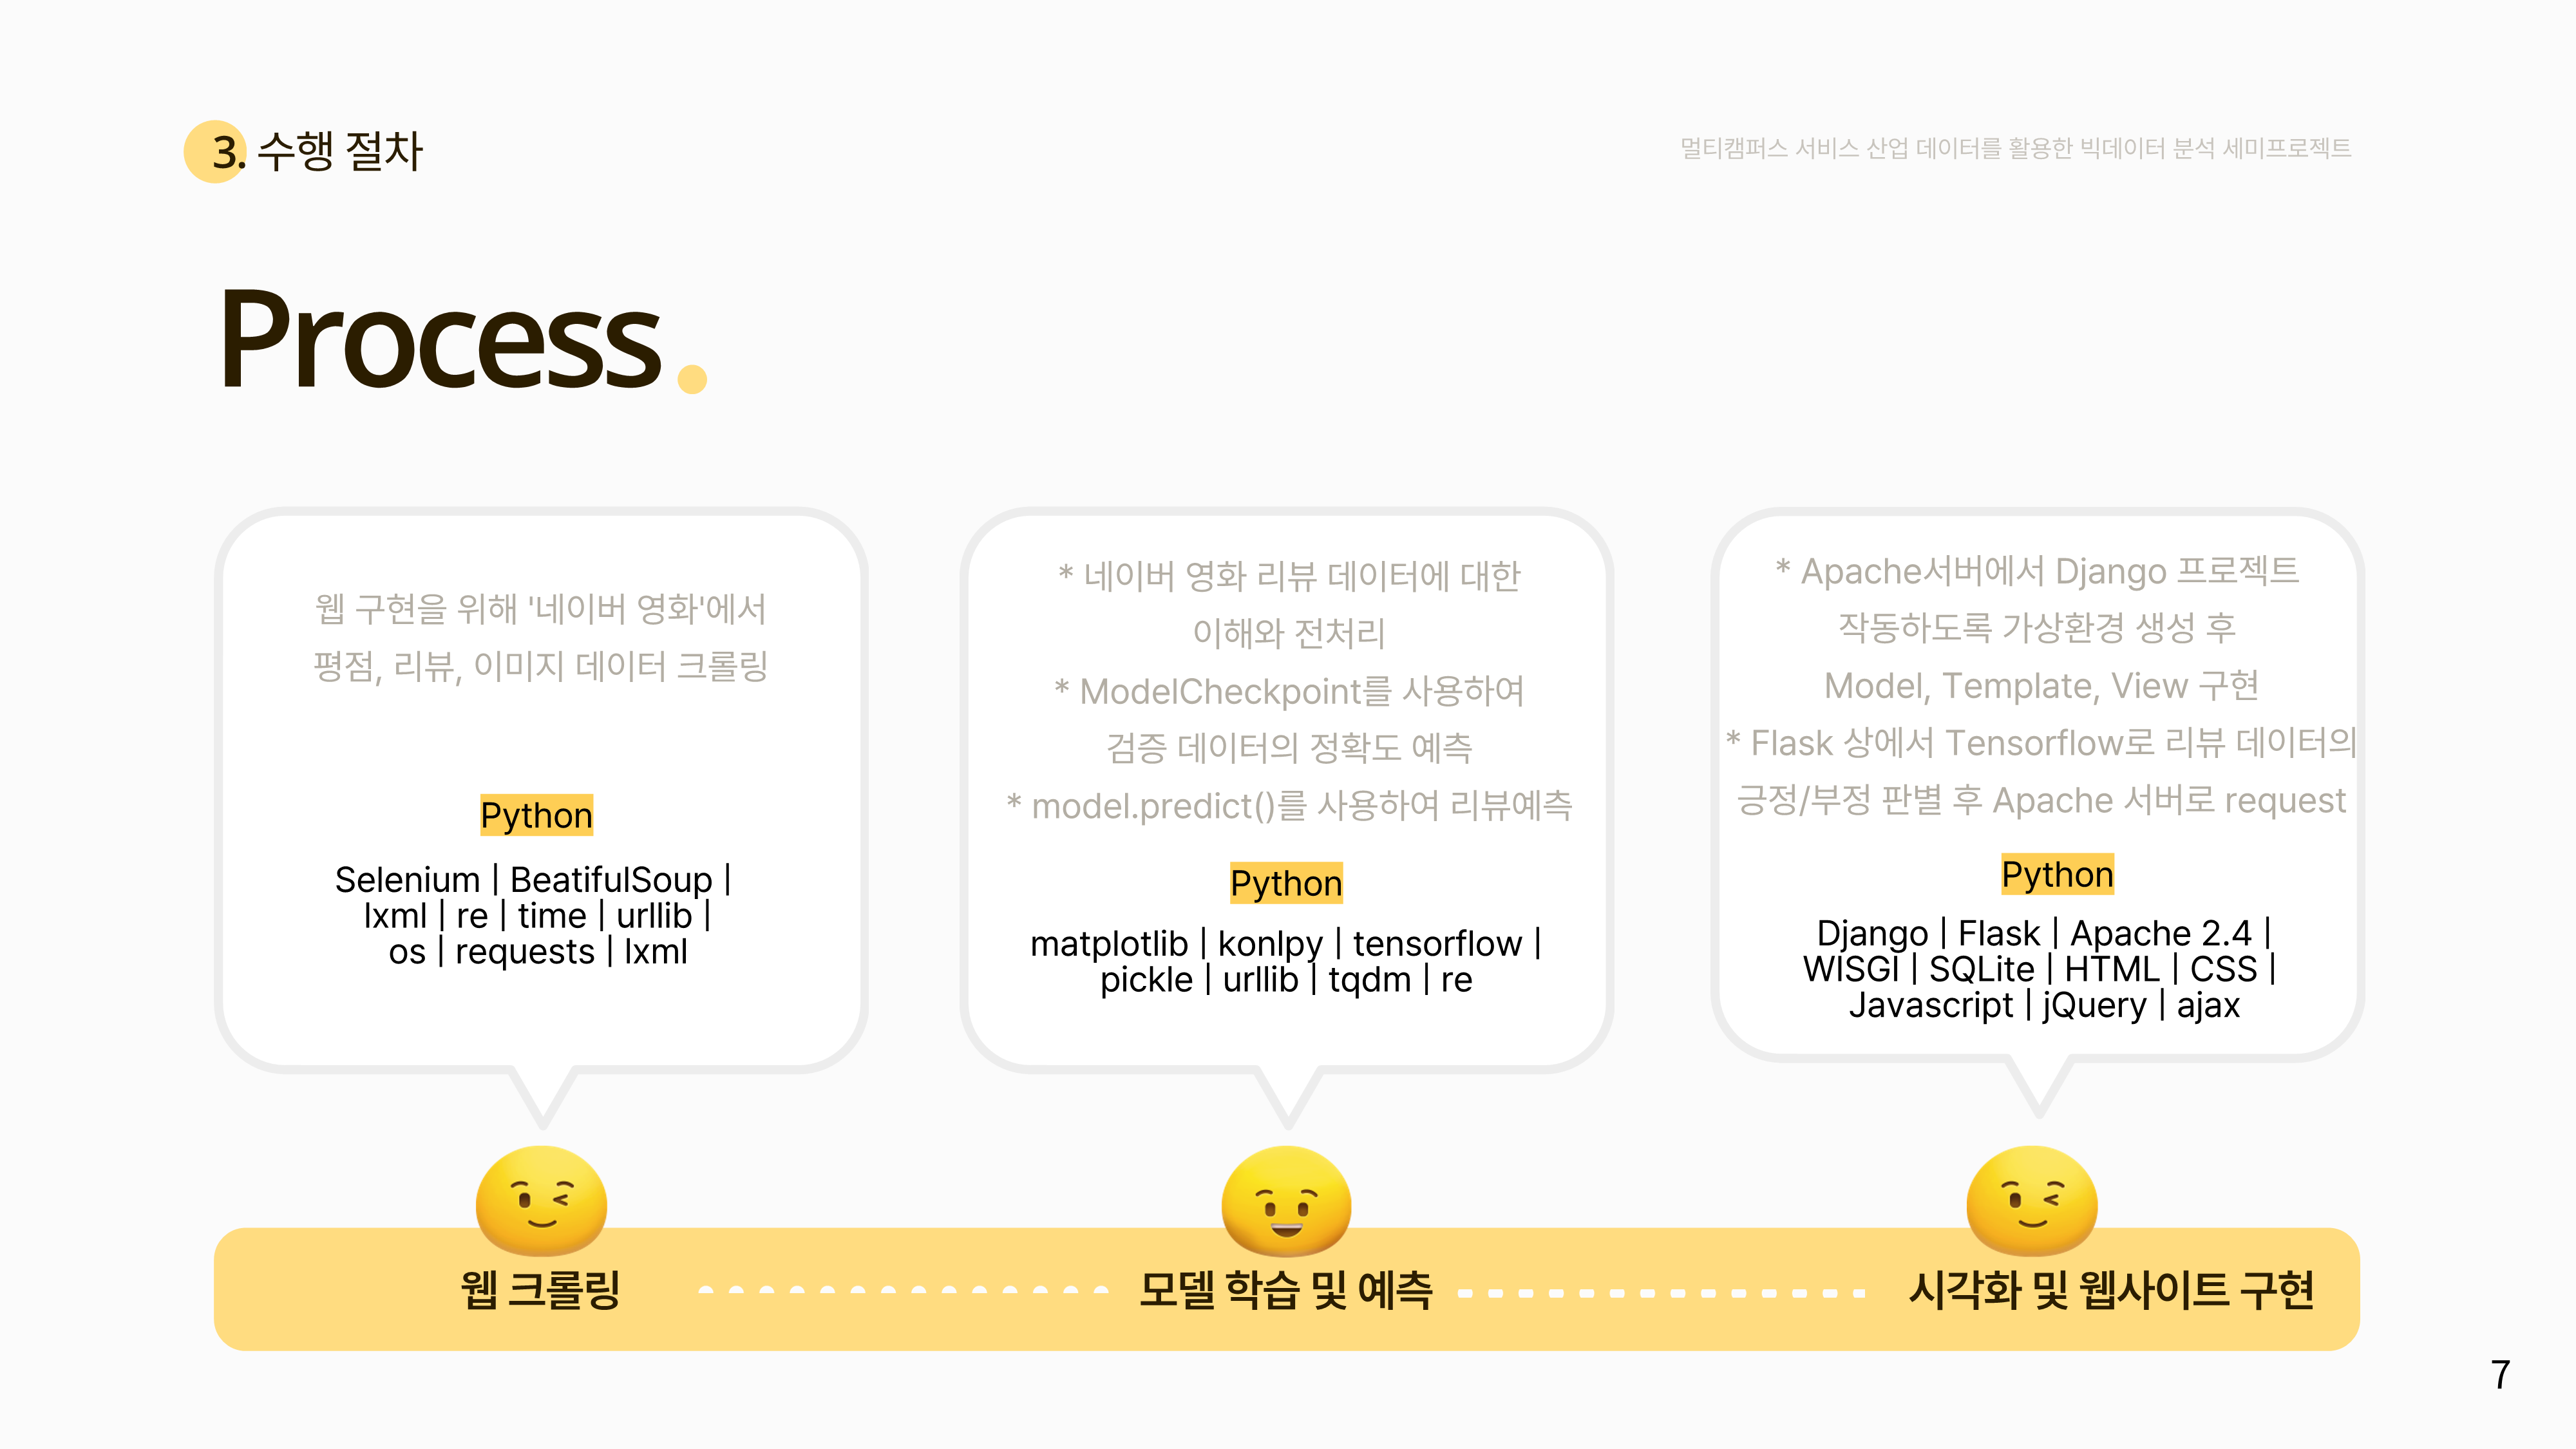 3. 수행 절차
멀티캠퍼스 서비스 산업 데이터를 활용한 빅데이터 분석 세미프로젝트
Process.
웹 구현을 위해 '네이버 영화'에서
평점, 리뷰, 이미지 데이터 크롤링
Python
Selenium | BeatifulSoup |
lxml | re | time | urllib |
os | requests | lxml
* 네이버 영화 리뷰 데이터에 대한
이해와 전처리
* ModelCheckpoint를 사용하여
검증 데이터의 정확도 예측
* model.predict()를 사용하여 리뷰예측
Python
matplotlib | konlpy | tensorflow |
pickle | urllib | tqdm | re
* Apache서버에서 Django 프로젝트
작동하도록 가상환경 생성 후
Model, Template, View 구현
* Flask 상에서 Tensorflow로 리뷰 데이터의
긍정/부정 판별 후 Apache 서버로 request
Python
Django | Flask | Apache 2.4 |
WISGI | SQLite | HTML | CSS |
Javascript | jQuery | ajax
웹 크롤링
모델 학습 및 예측
시각화 및 웹사이트 구현
7